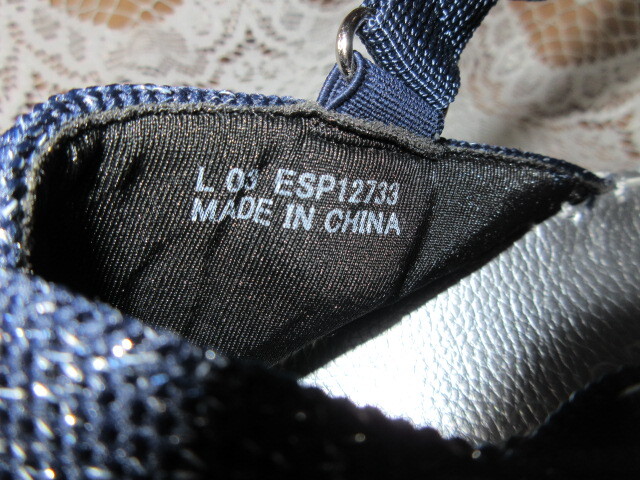 L 03 ESP12733
MADE IN CHINA